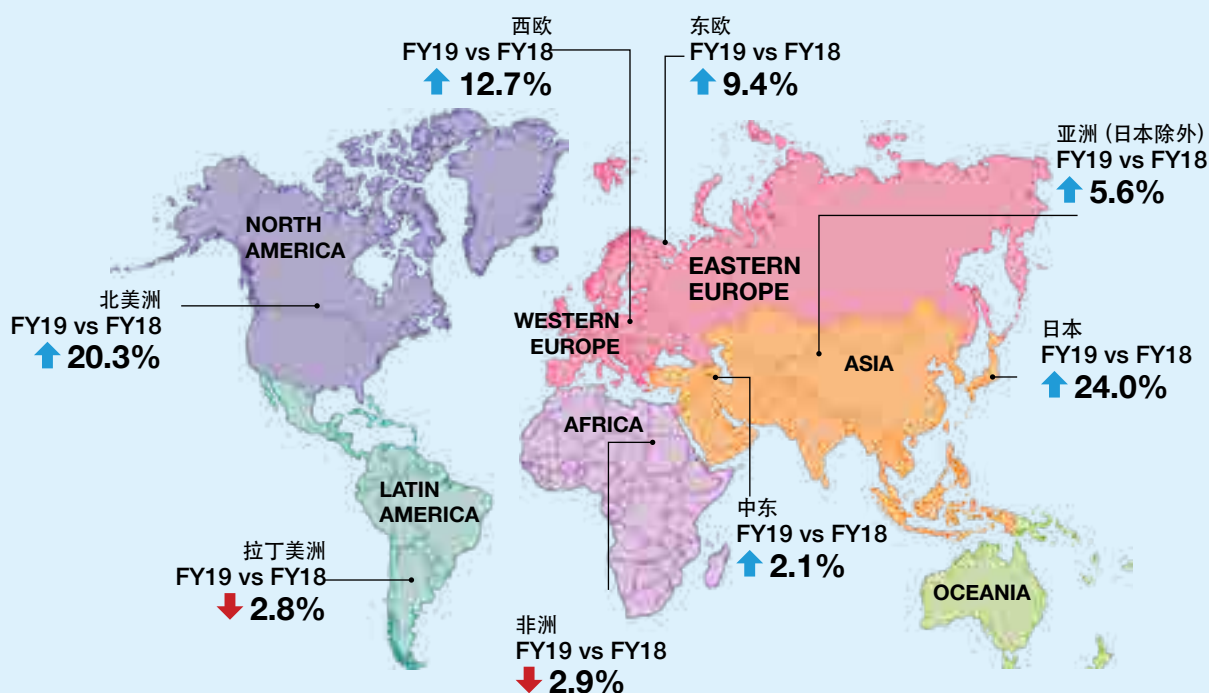 西欧
FY19 vs FY18
12.7%
东欧
FY19 vs FY18
9.4%
亚洲 (日本除外)
FY19 vs FY18
5.6%
NORTH
AMERICA
北美洲
FY19 vs FY18
20.3%
EASTERN
EUROPE
WESTERN
EUROPE
ASIA
日本
FY19 vs FY18
24.0%
AFRICA
LATIN
AMERICA
中东
FY19 vs FY18
2.1%
拉丁美洲
FY19 vs FY18
2.8%
OCEANIA
非洲
FY19 vs FY18
2.9%